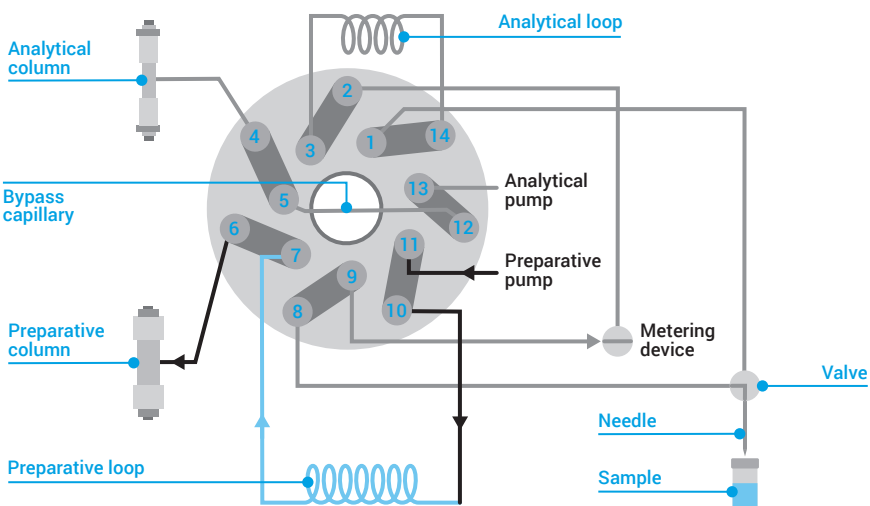 Analytical loop
Analytical
column
2
4
3
1
14
Analytical
pump
13
5
Bypass
capillary
12
6
11
7
Preparative
pump
9
8
10
Preparative
column
Metering
device
Valve
Needle
Preparative loop
Sample